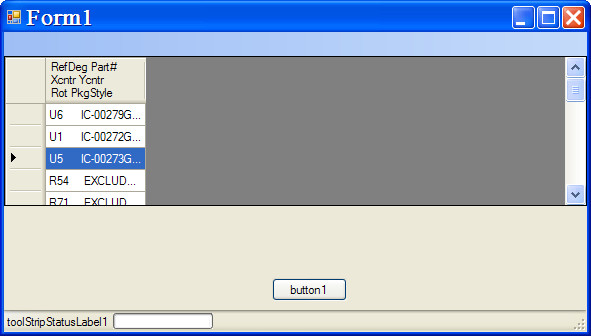 Form1
RefDeg Part#
Xcntr Ycntr
Rot PkgStyle
U6 IC-00279G...
U1 IC-00272G...
U5 IC-00273G...
R54 EXCLUD...
R71 EXCLUD...
button1
toolStripStatusLabel1